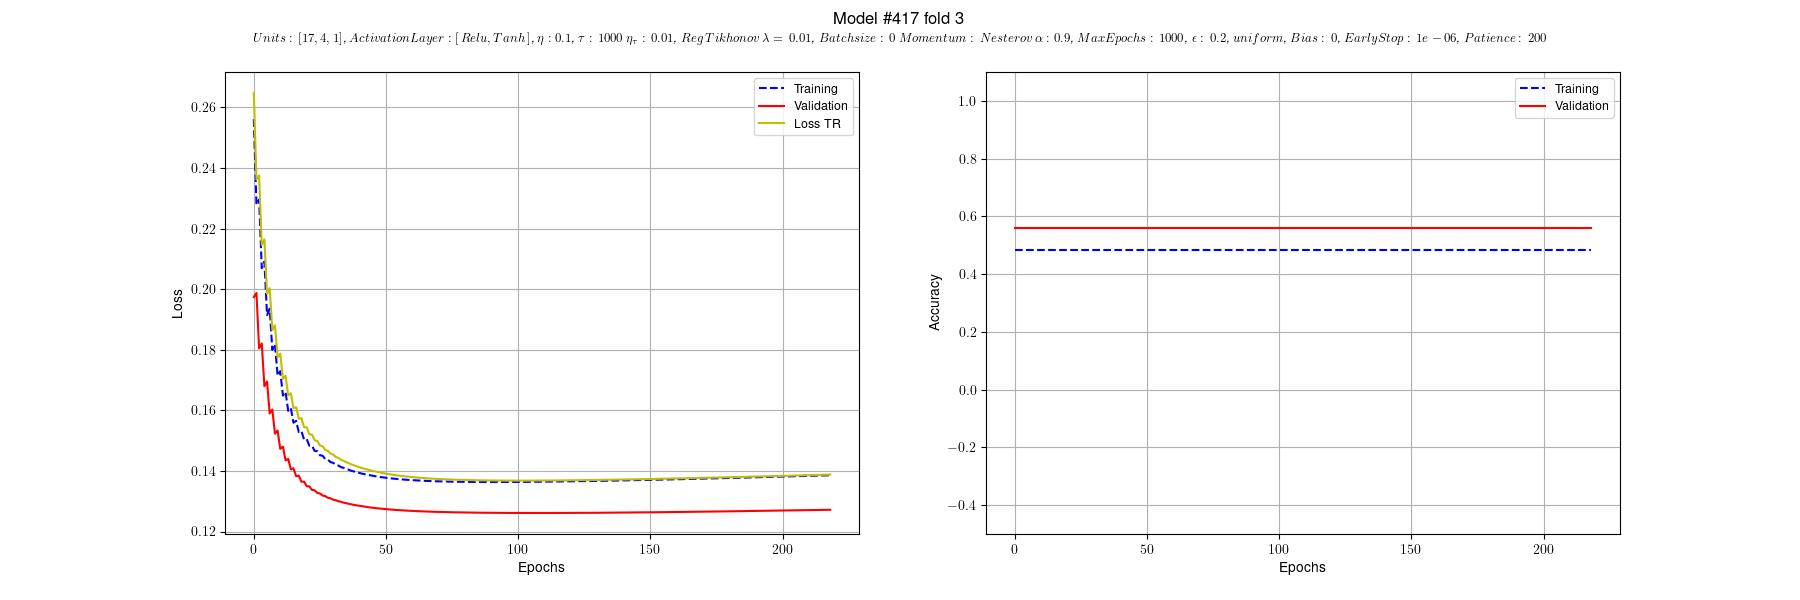 Model #417 fold 3
Units : [17, 4, 1], ActivationLayer : [ Relu, Tanh], η : 0.1, τ : 1000 η_τ : 0.01, RegTikhonov λ = 0.01, Batchsize : 0 Momentum : Nesterov α : 0.9, MaxEpochs : 1000, ϵ : 0.2, uniform, Bias : 0, EarlyStop : 1e − 06, Patience : 200
Training
Validation
Loss TR
0.26
0.24
0.22
0.20
0.18
0.16
0.14
0.12
Loss
0 50 100 150 200
Epochs
Training
Validation
1.0
0.8
0.6
0.4
0.2
0.0
−0.2
−0.4
Accuracy
0 50 100 150 200
Epochs